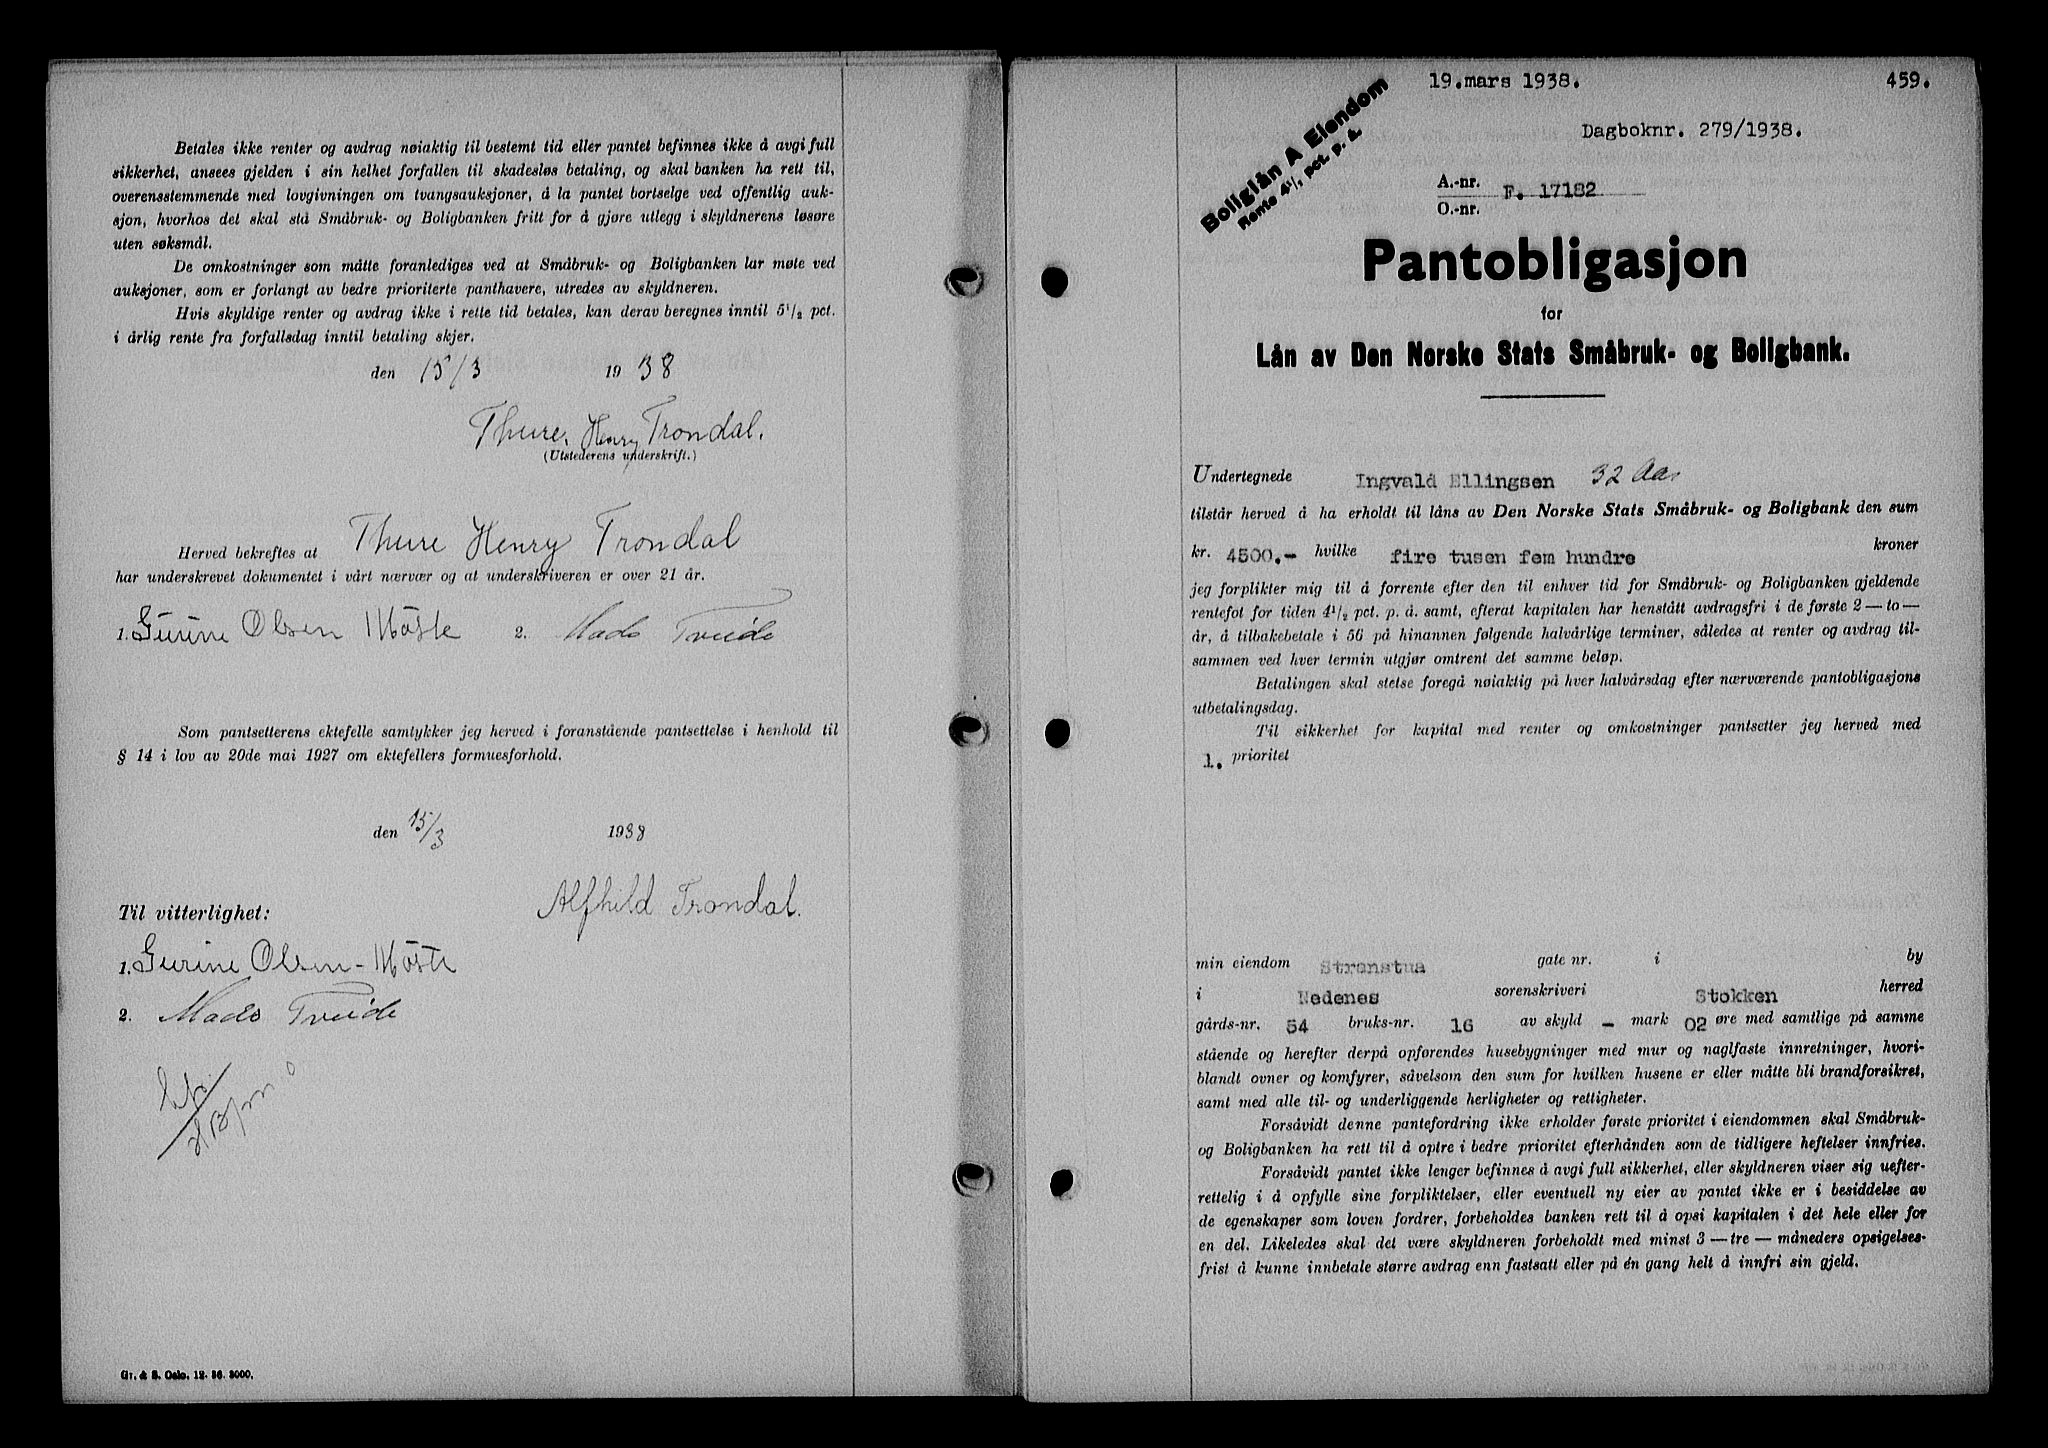 Betales ikke renter og avdrag nøiaktig til bestemt tid eller pantet befinnes ikke å avgi full
sikkerhet, ansees gjelden i sin helhet forfallen til skadesløs betaling, og skal banken ha rett til,
overensstemmende med lovgivningen om tvangsauksjoner, å la pantet bortselge ved offentlig auk-
sjon, hvorhos det skal stå Småbruk- og Boligbanken fritt for å gjøre utlegg i skyldnerens løsøre
uten søksmål.
De omkostninger som måtte foranlediges ved at Småbruk- og Boligbanken lar møte ved
auksjoner, som er forlangt av bedre prioriterte panthavere, utredes av skyldneren.
Hvis skyldige renter og avdrag ikke i rette tid betales, kan derav beregnes inntil 5½ pct.
i årlig rente fra forfallsdag inntil betaling skjer.
den 15/3 1938
Thure Henry Trondal.
(Utstederens underskrift.)
Herved bekreftes at Thure Henry Trondal
har underskrevet dokumentet i vårt nærvær og at underskriveren er over 21 år.
1. Gurine Olsen Möste 2. Mads Tveide
Som pantsetterens ektefelle samtykker jeg herved i foranstående pantsettelse i henhold til
§ 14 i lov av 20de mai 1927 om ektefellers formuesforhold.
den 15/3 1938
Alfhild Trondal.
Til vitterlighet:
1. Gurine Olsen-Möste
2. Mads Tveide
Gr. & S. Oslo. 12. 36. 3000.
19.mars 1938. 459.
Dagboknr. 279/1938.
Boliglån A Eiendom
Rente 4½ pct. p. å.
A.-nr. F. 17182
O.-nr.
Pantobligasjon
for
Lån av Den Norske Stats Småbruk- og Boligbank.
Undertegnede Ingvald Ellingsen 32 Aar
tilstår herved å ha erholdt til låns av Den Norske Stats Småbruk- og Boligbank den sum
kr. 4500.- hvilke fire tusen fem hundre kroner
jeg forplikter mig til å forrente efter den til enhver tid for Småbruk- og Boligbanken gjeldende
rentefot for tiden 4½ pct. p. å. samt, efterat kapitalen har henstått avdragsfri i de første 2 — to —
år, å tilbakebetale i 56 på hinannen følgende halvårlige terminer, således at renter og avdrag til-
sammen ved hver termin utgjør omtrent det samme beløp.
Betalingen skal stetse foregå nøiaktig på hver halvårsdag efter nærværende pantobligasjons
utbetalingsdag.
Til sikkerhet for kapital med renter og omkostninger pantsetter jeg herved med
1. prioritet
min eiendom Strønstua gate nr. i by
i Nedenes sorenskriveri Stokken herred
gårds-nr. 54 bruks-nr. 16 av skyld - mark 02 øre med samtlige på samme
stående og herefter derpå opførendes husebygninger med mur og naglfaste innretninger, hvori-
blandt ovner og komfyrer, såvelsom den sum for hvilken husene er eller måtte bli brandforsikret,
samt med alle til- og underliggende herligheter og rettigheter.
Forsåvidt denne pantefordring ikke erholder første prioritet i eiendommen skal Småbruk-
og Boligbanken ha rett til å optre i bedre prioritet efterhånden som de tidligere heftelser innfries.
Forsåvidt pantet ikke lenger befinnes å avgi full sikkerhet, eller skyldneren viser sig uefter-
rettelig i å opfylle sine forpliktelser, eller eventuell ny eier av pantet ikke er i besiddelse av
de egenskaper som loven fordrer, forbeholdes banken rett til å opsi kapitalen i det hele eller for
en del. Likeledes skal det være skyldneren forbeholdt med minst 3 — tre — måneders opsigelses-
frist å kunne innbetale større avdrag enn fastsatt eller på én gang helt å innfri sin gjeld.